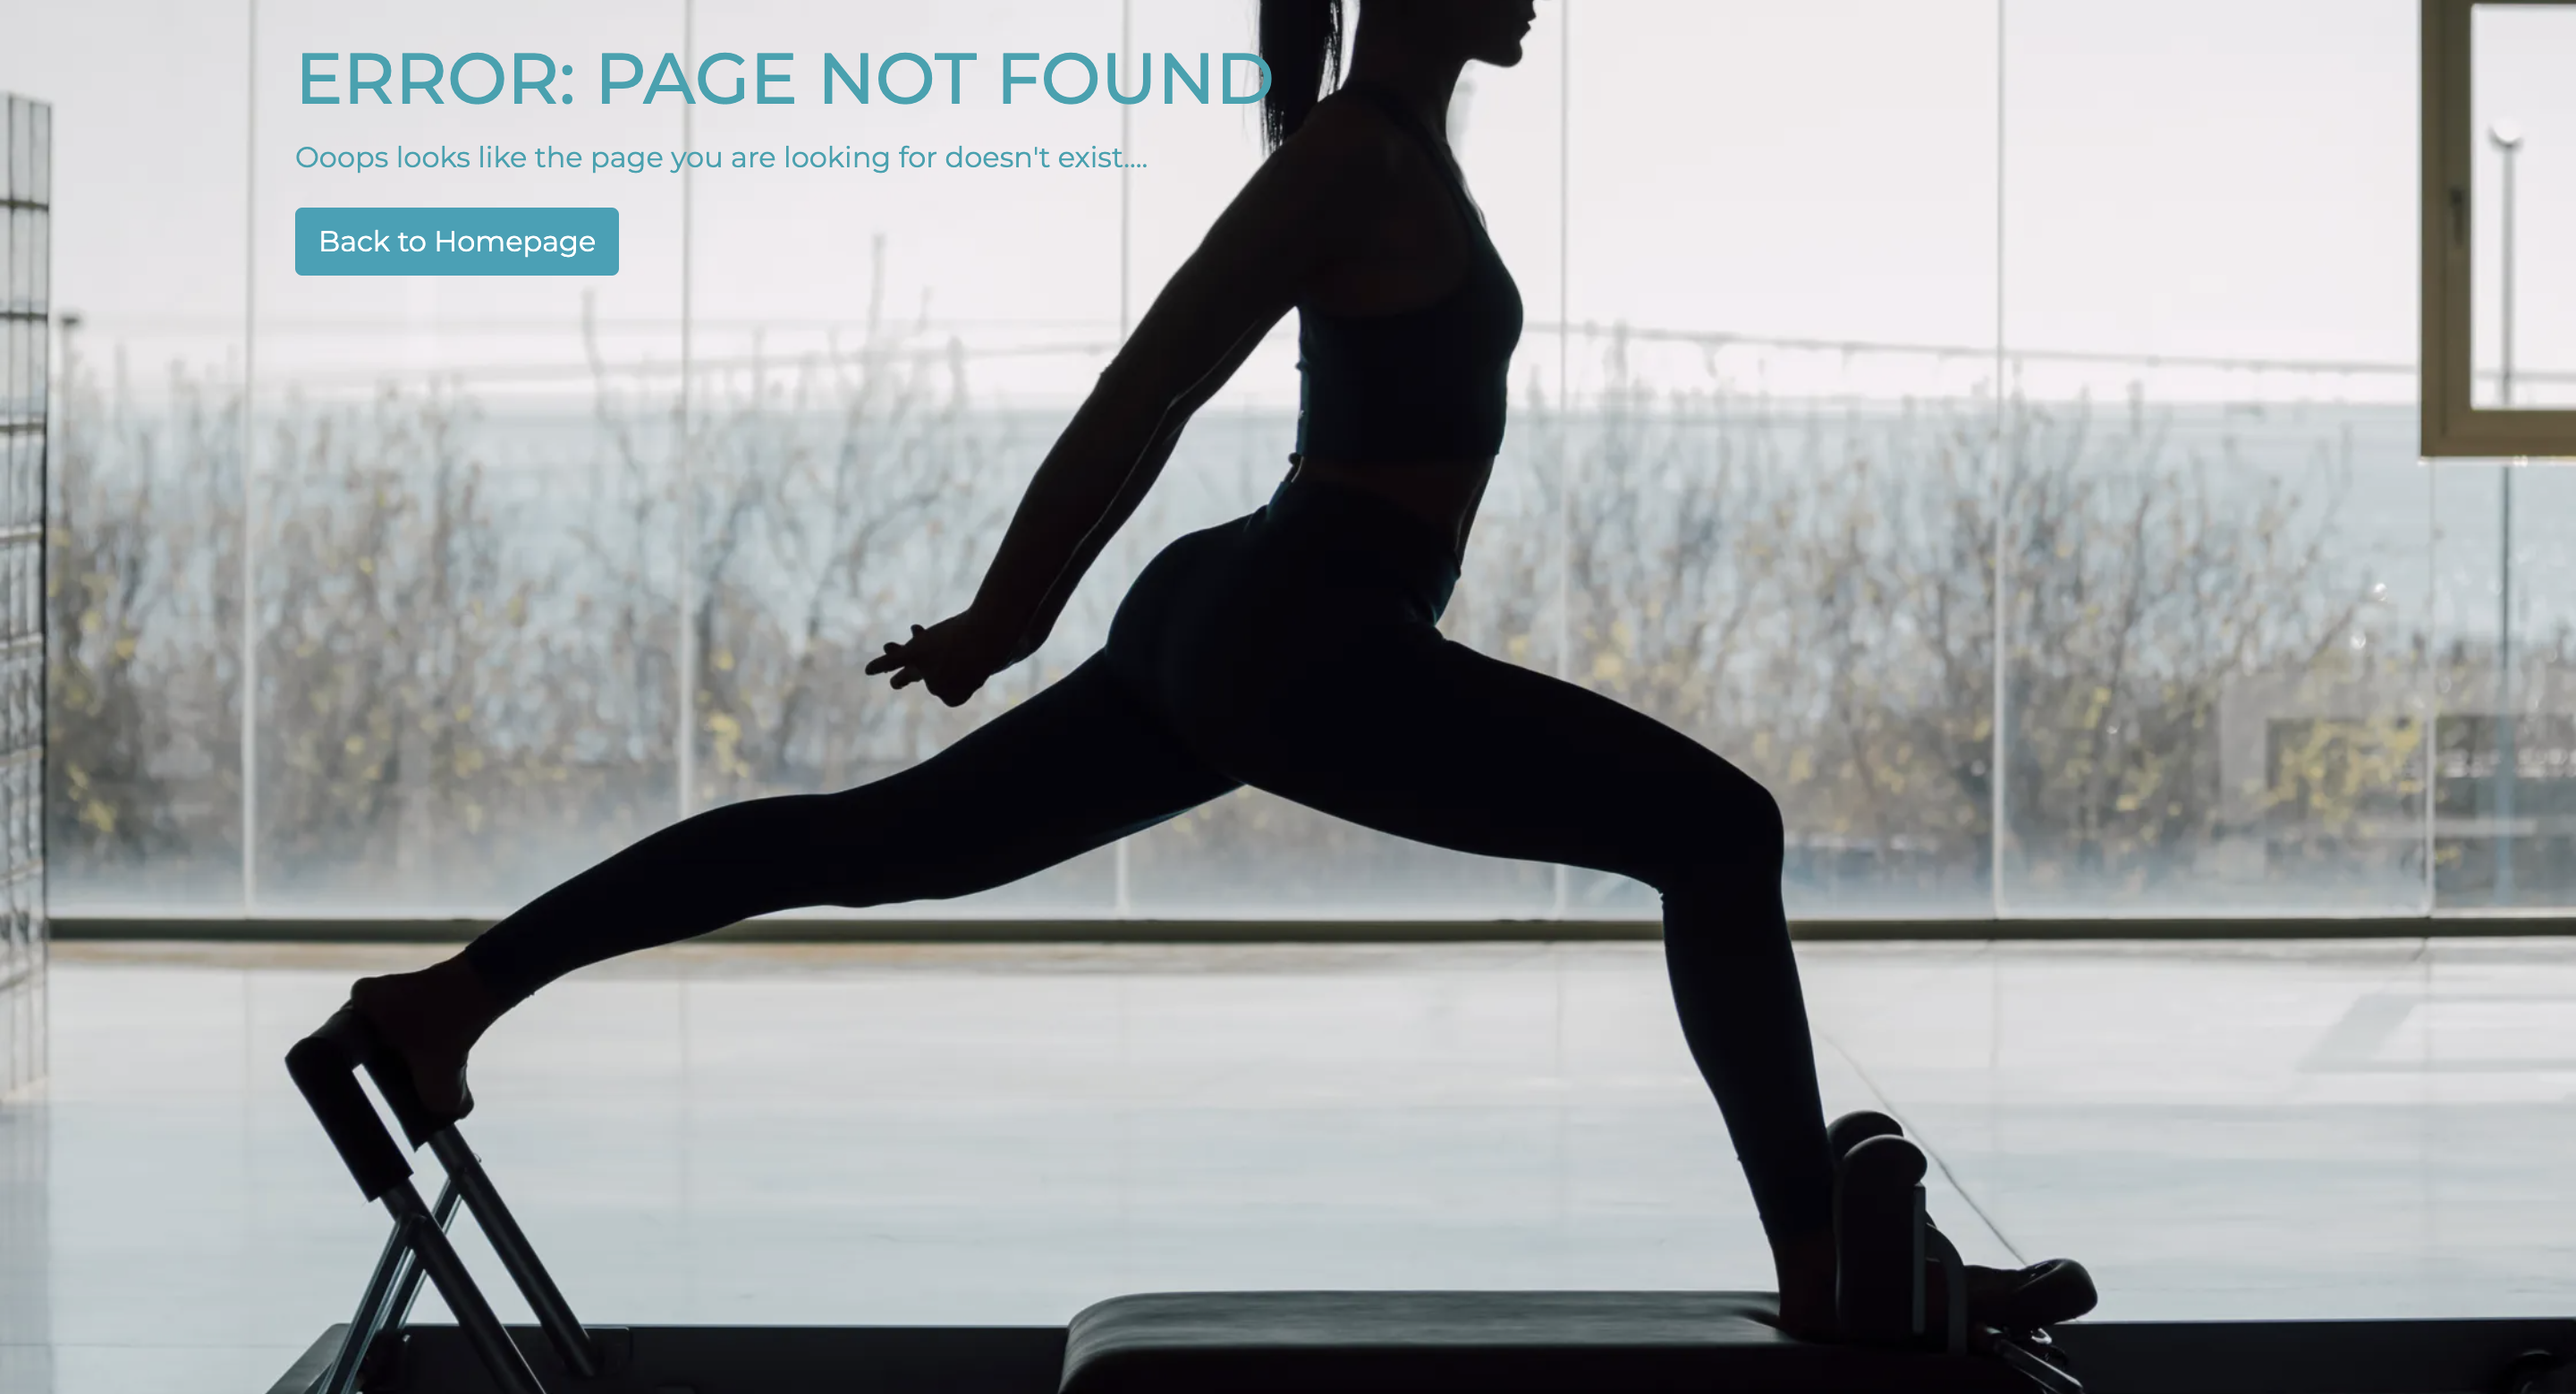 ERROR: PAGE NOT FOUND
Ooops looks like the page you are looking for doesn't exist....
Back to Homepage